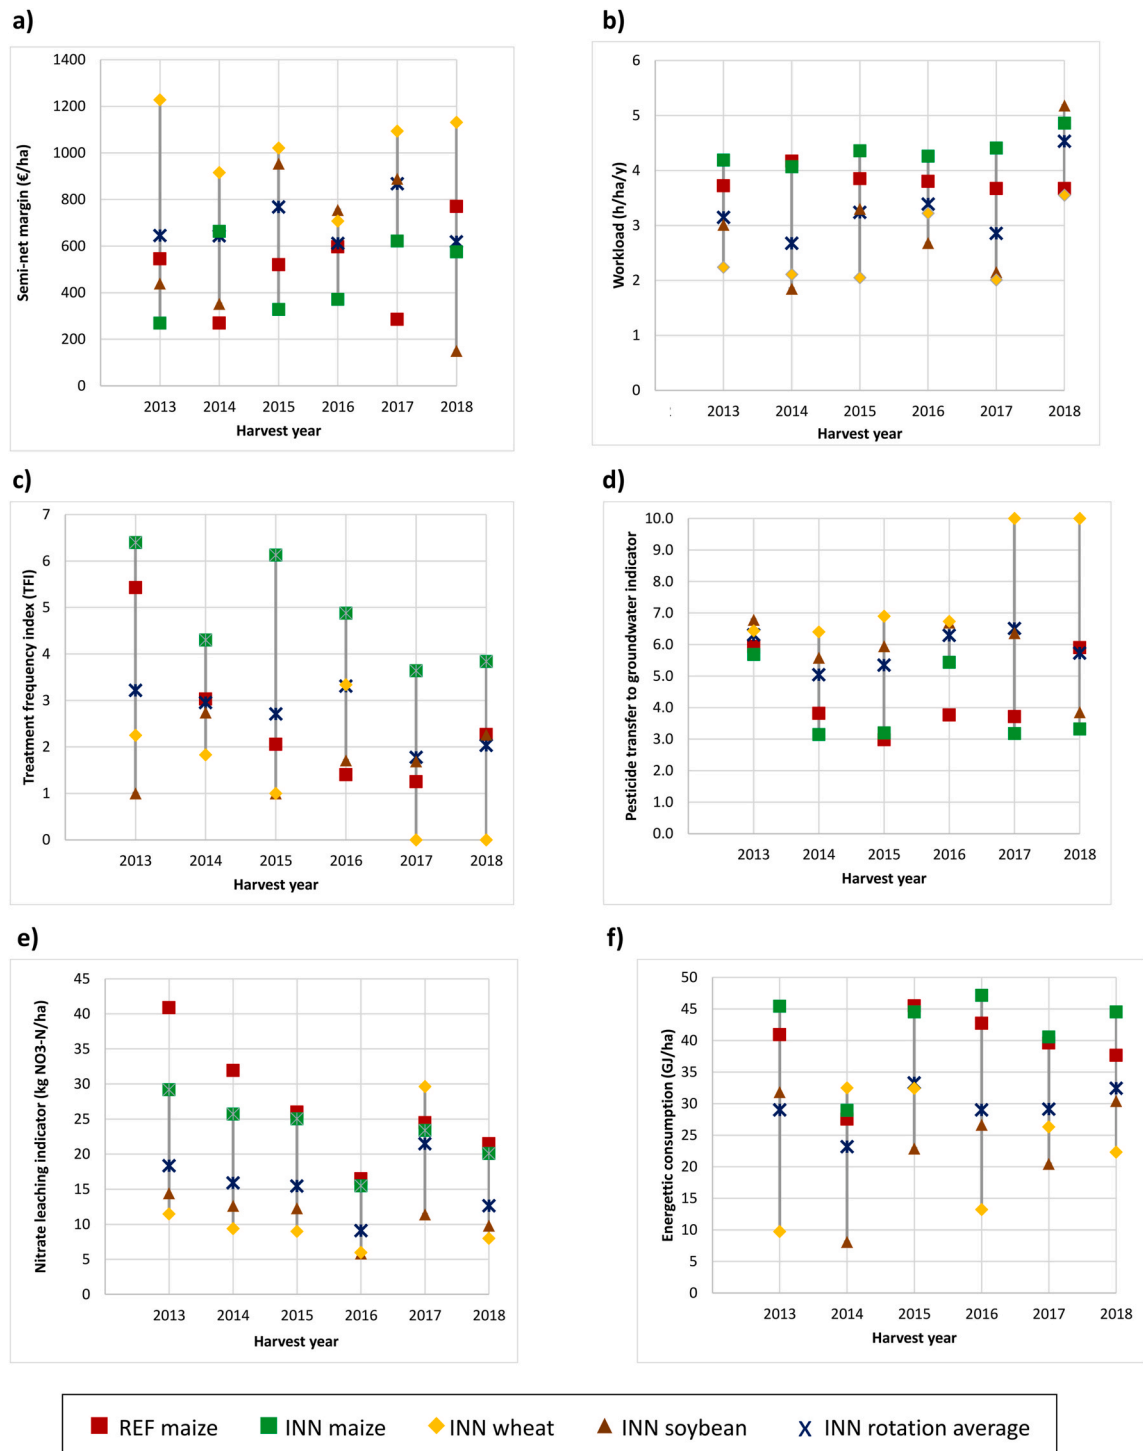 a)
1400
1200
1000
800
600
400
200
0
Semi-net margin (€/ha)
2013 2014 2015 2016 2017 2018
Harvest year
b)
6
5
4
3
2
1
0
Workload (h/ha/y)
2013 2014 2015 2016 2017 2018
Harvest year
c)
7
6
5
4
3
2
1
0
Treatment frequency index (TFI)
2013 2014 2015 2016 2017 2018
Harvest year
d)
10.0
9.0
8.0
7.0
6.0
5.0
4.0
3.0
2.0
1.0
0.0
Pesticide transfer to groundwater indicator
2013 2014 2015 2016 2017 2018
Harvest year
e)
45
40
35
30
25
20
15
10
5
0
Nitrate leaching indicator (kg NO3-N/ha)
2013 2014 2015 2016 2017 2018
Harvest year
f)
50
45
40
35
30
25
20
15
10
5
0
Energettic consumption (GJ/ha)
2013 2014 2015 2016 2017 2018
Harvest year
REF maize INN maize INN wheat INN soybean INN rotation average